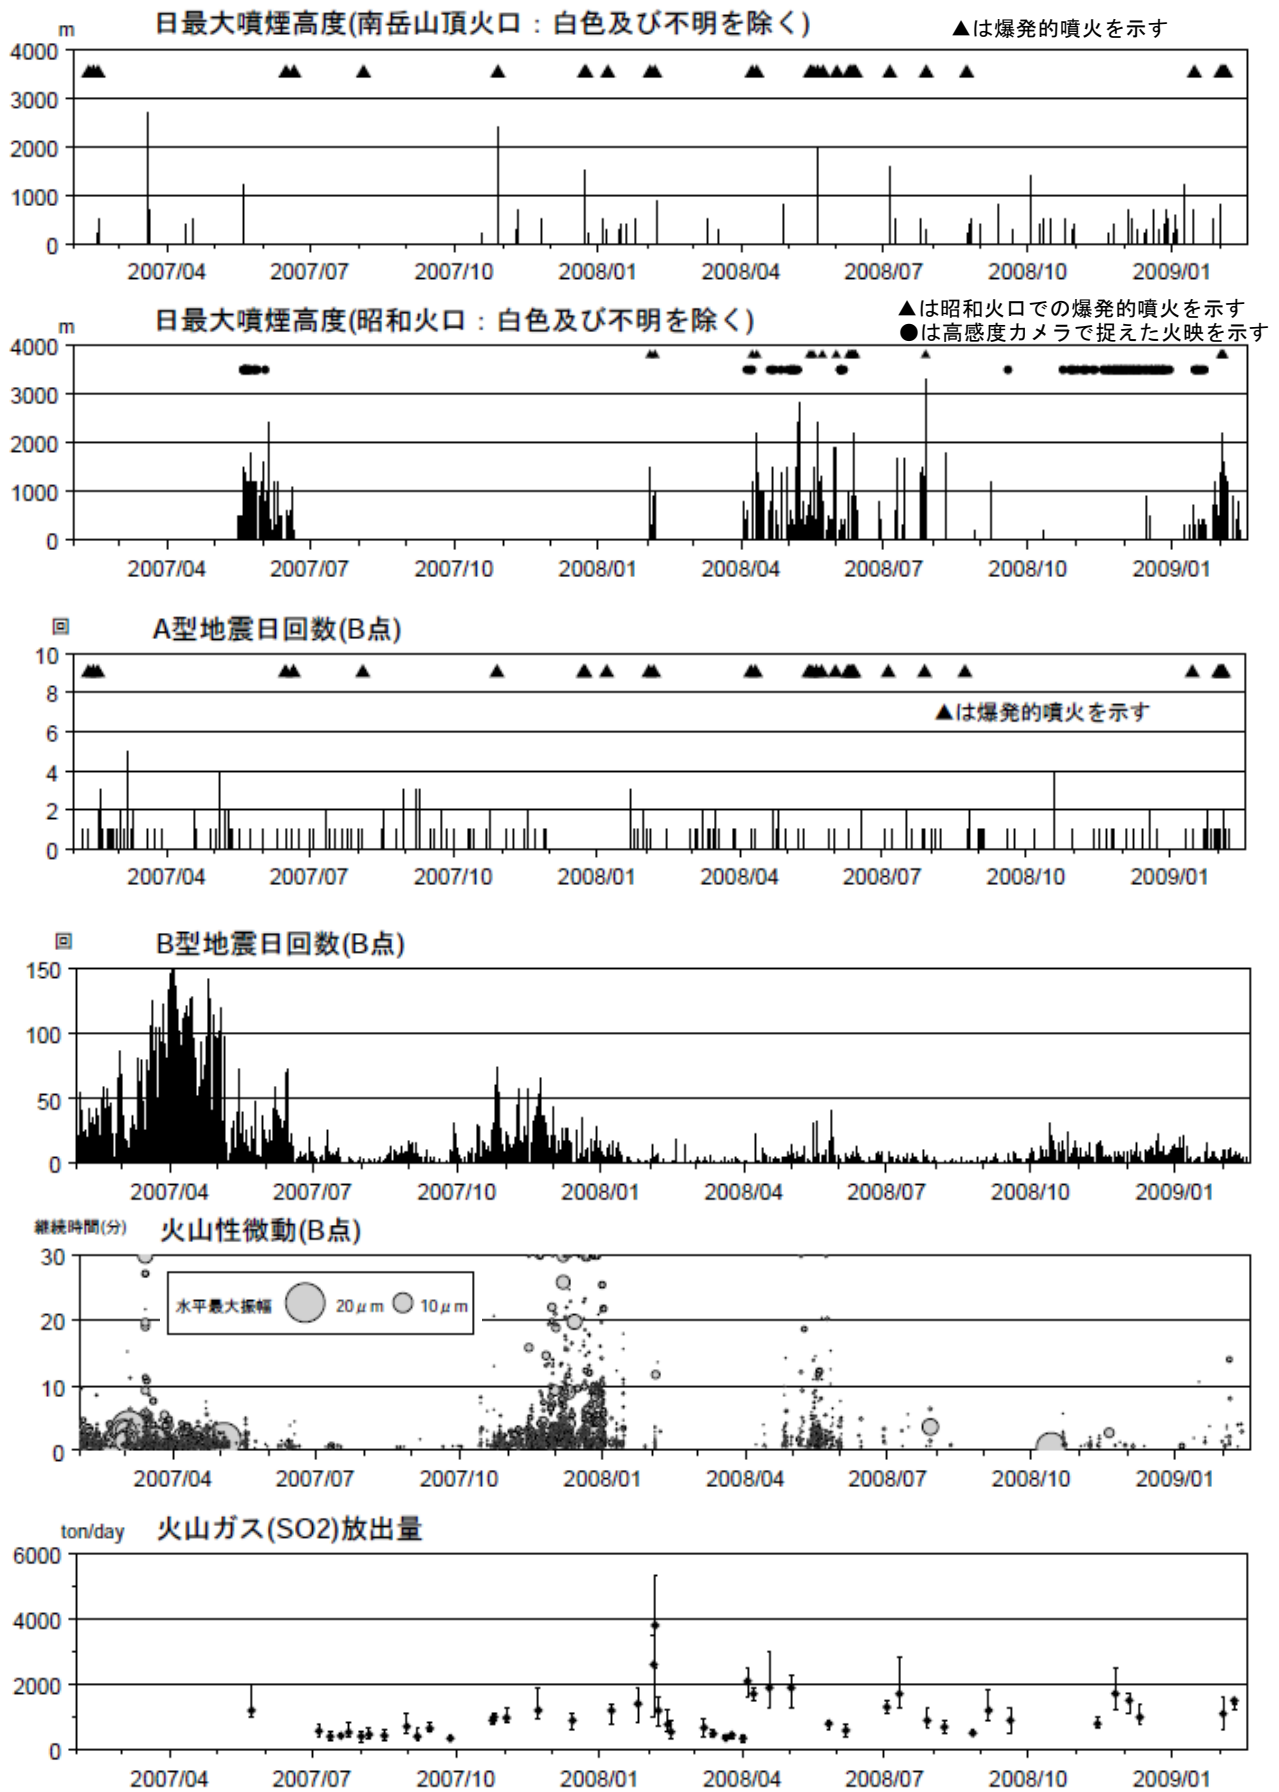 日最大噴煙高度(南岳山頂火口：白色及び不明を除く)
▲は爆発的噴火を示す
m
4000
3000
2000
1000
0
2007/04 2007/07 2007/10 2008/01 2008/04 2008/07 2008/10 2009/01
日最大噴煙高度(昭和火口：白色及び不明を除く)
▲は昭和火口での爆発的噴火を示す
●は高感度カメラで捉えた火映を示す
m
4000
3000
2000
1000
0
2007/04 2007/07 2007/10 2008/01 2008/04 2008/07 2008/10 2009/01
回
A型地震日回数(B点)
10
8
▲は爆発的噴火を示す
6
4
2
0
2007/04 2007/07 2007/10 2008/01 2008/04 2008/07 2008/10 2009/01
回
B型地震日回数(B点)
150
100
50
0
2007/04 2007/07 2007/10 2008/01 2008/04 2008/07 2008/10 2009/01
継続時間(分)
火山性微動(B点)
30
水平最大振幅 20μm 10μm
20
10
0
2007/04 2007/07 2007/10 2008/01 2008/04 2008/07 2008/10 2009/01
ton/day
火山ガス(SO2)放出量
6000
4000
2000
0
2007/04 2007/07 2007/10 2008/01 2008/04 2008/07 2008/10 2009/01